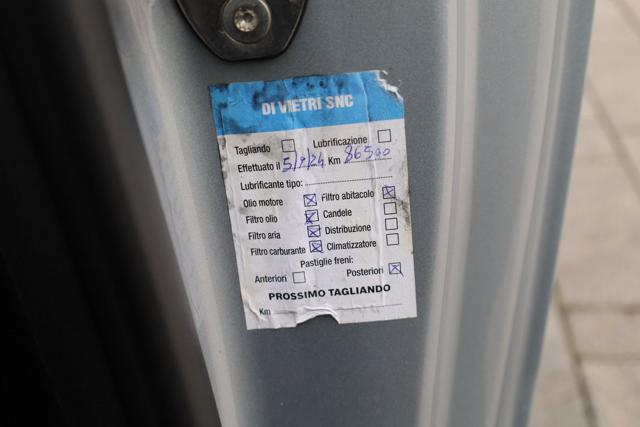 DI VIETRI SNC
Tagliando Lubrificazione
Effettuato il 5/9/24 Km 86500
Lubrificante tipo:
Olio motore Filtro abitacolo
Filtro olio Candele
Filtro aria Distribuzione
Filtro carburante Climatizzatore
Pastiglie freni:
Anteriori Posteriori
PROSSIMO TAGLIANDO
Km